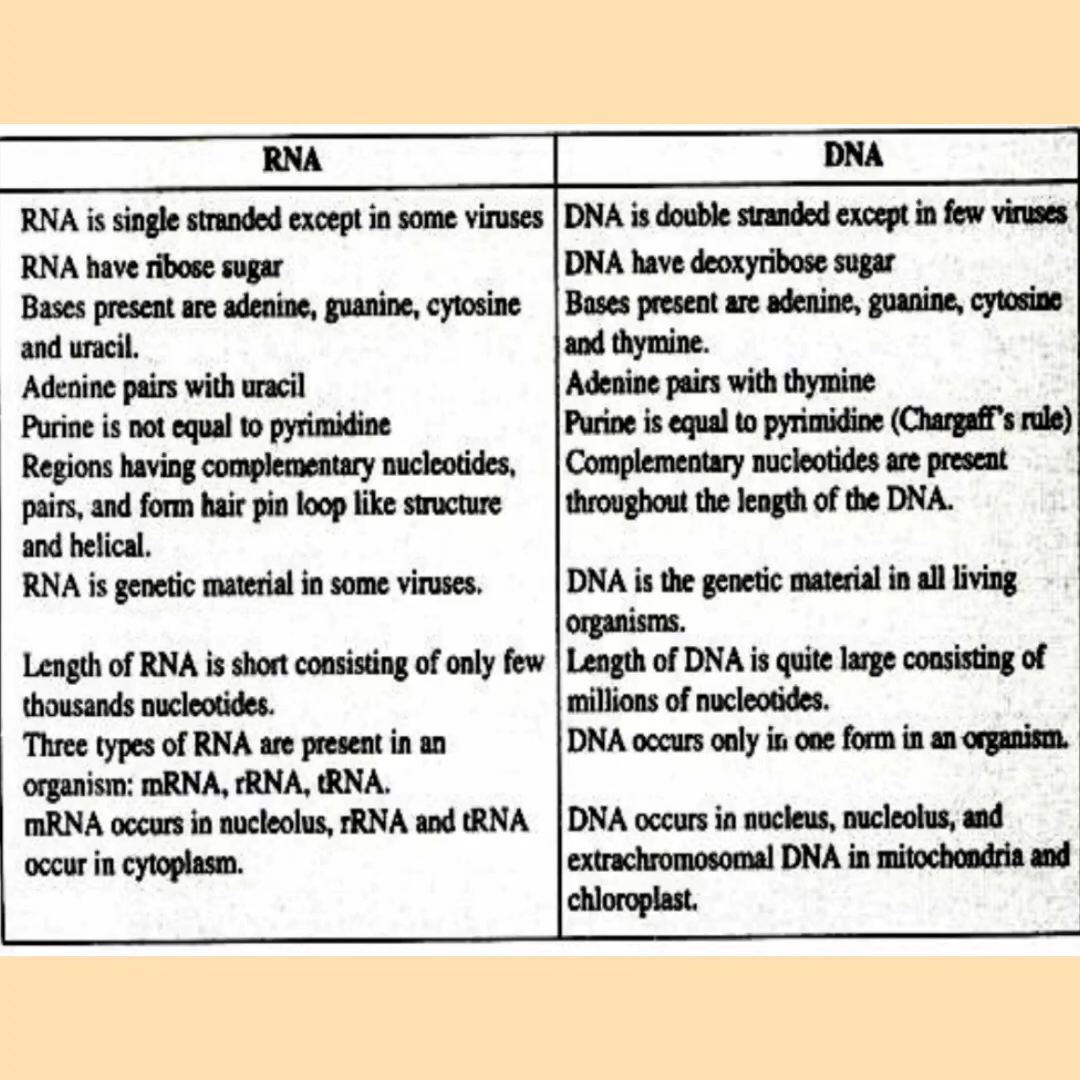 RNA
RNA is single stranded except in some viruses
RNA have ribose sugar
Bases present are adenine, guanine, cytosine
and uracil.
Adenine pairs with uracil
Purine is not equal to pyrimidine
Regions having complementary nucleotides,
pairs, and form hair pin loop like structure
and helical.
RNA is genetic material in some viruses.
Length of RNA is short consisting of only few
thousands nucleotides.
Three types of RNA are present in an
organism: mRNA, rRNA, tRNA.
mRNA occurs in nucleolus, rRNA and tRNA
occur in cytoplasm.
DNA
DNA is double stranded except in few viruses
DNA have deoxyribose sugar
Bases present are adenine, guanine, cytosine
and thymine.
Adenine pairs with thymine
Purine is equal to pyrimidine (Chargaff's rule)
Complementary nucleotides are present
throughout the length of the DNA.
DNA is the genetic material in all living
organisms.
Length of DNA is quite large consisting of
millions of nucleotides.
DNA occurs only in one form in an organism.
DNA occurs in nucleus, nucleolus, and
extrachromosomal DNA in mitochondria and
chloroplast.